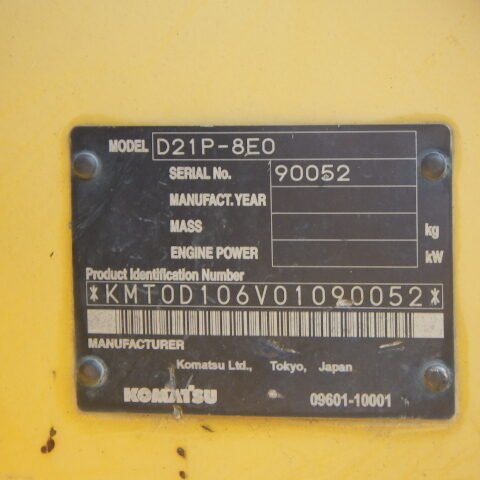 MODEL D21P-8E0
SERIAL No. 90052
MANUFACT. YEAR
MASS kg
ENGINE POWER kW
Product Identification Number
*KMT0D106V01090052*
MANUFACTURER
Komatsu Ltd., Tokyo, Japan
KOMATSU 09601-10001